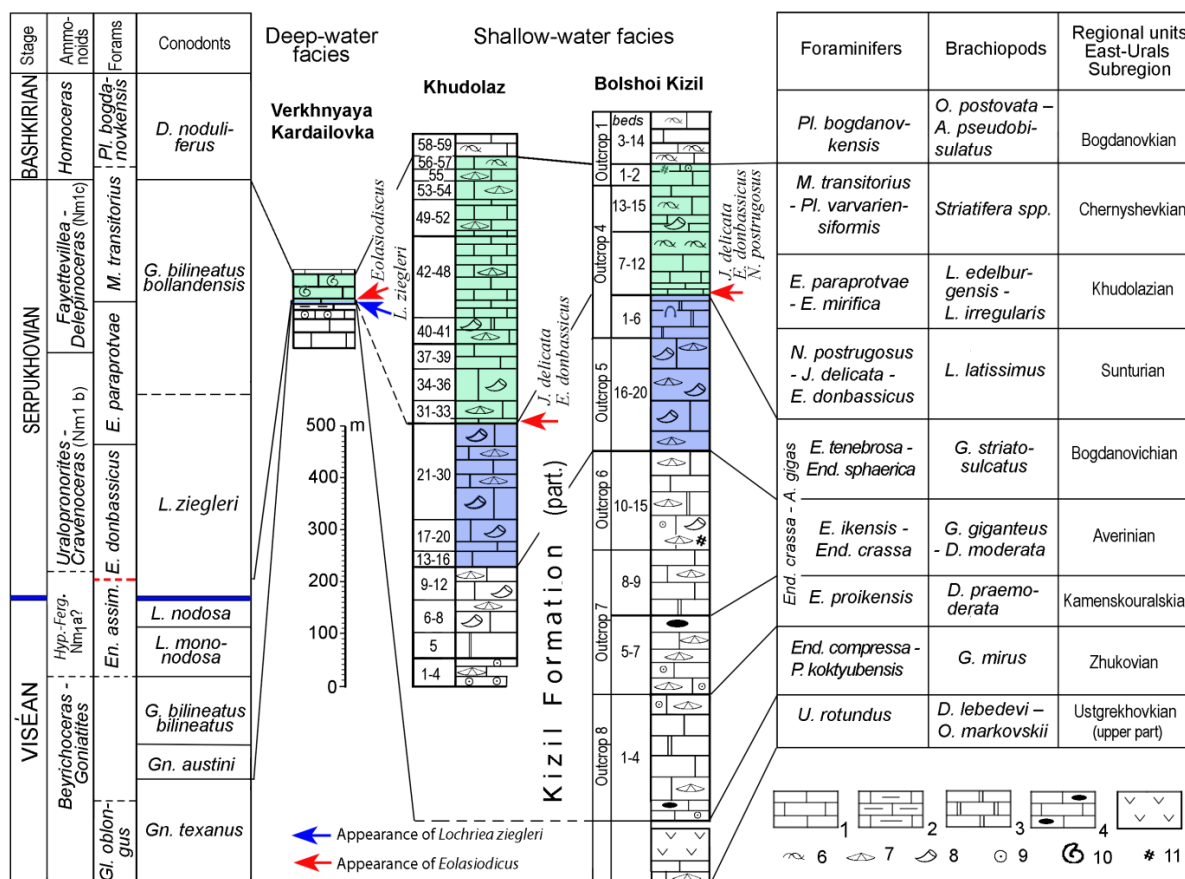 Stage
Ammo-
noids
Forams
Conodonts
BASHKIRIAN
SERPUKHOVIAN
VISÉAN
Homoceras
Fayettevillea -
Delepinoceras (Nm1c)
Uralopronorites -
Cravenoceras (Nm1 b)
Hyp.-Ferg.
Nm1a?
Beyrichoceras -
Goniatites
Pl. bogda-
novkensis
M. transitorius
E. paraprotvae
E. donbassicus
En. assim.
Gl. oblon-
gus
D. noduli-
ferus
G. bilineatus
bollandensis
L. ziegleri
L. nodosa
L. mono-
nodosa
G. bilineatus
bilineatus
Gn. austini
Gn. texanus
Deep-water
facies
Shallow-water facies
Verkhnyaya
Kardailovka
Khudolaz
Bolshoi Kizil
Eolasiodiscus
L. ziegleri
500 m
400
300
200
100
0
58-59
56-57
55
53-54
49-52
42-48
40-41
37-39
34-36
31-33
21-30
17-20
13-16
9-12
6-8
5
1-4
J. delicata
E. donbassicus
Kizil Formation (part.)
Outcrop 1
Outcrop 4
Outcrop 5
Outcrop 6
Outcrop 7
Outcrop 8
beds
3-14
1-2
13-15
7-12
1-6
16-20
10-15
8-9
5-7
1-4
J. delicata
E. donbassicus
N. postrugosus
Foraminifers
Brachiopods
Regional units
East-Urals
Subregion
Pl. bogdanov-
kensis
O. postovata –
A. pseudobi-
sulatus
Bogdanovkian
M. transitorius
- Pl. varvarien-
siformis
Striatifera spp.
Chernyshevkian
E. paraprotvae
- E. mirifica
L. edelbur-
gensis -
L. irregularis
Khudolazian
N. postrugosus
- J. delicata -
E. donbassicus
L. latissimus
Sunturian
End. crassa - A. gigas
E. tenebrosa -
End. sphaerica
G. striato-
sulcatus
Bogdanovichian
E. ikensis -
End. crassa
G. giganteus
- D. moderata
Averinian
E. proikensis
D. praemo-
derata
Kamenskouralskian
End. compressa -
P. koktyubensis
G. mirus
Zhukovian
U. rotundus
D. lebedevi –
O. markovskii
Ustgrekhovkian
(upper part)
Appearance of Lochriea ziegleri
Appearance of Eolasiodicus
1
2
3
4
6
7
8
9
10
11